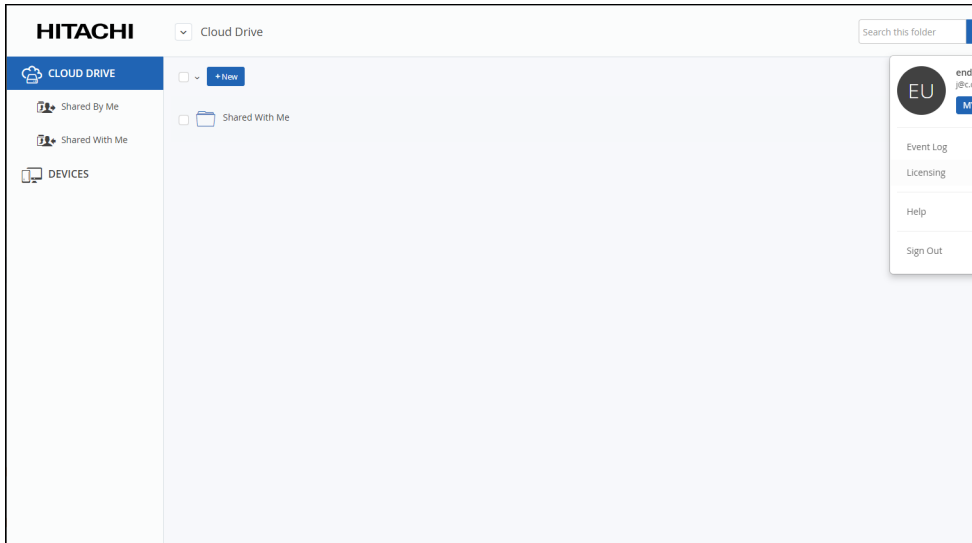 HITACHI
Cloud Drive
Search this folder
CLOUD DRIVE
Shared By Me
Shared With Me
DEVICES
+ New
Shared With Me
EU
end
Event Log
Licensing
Help
Sign Out